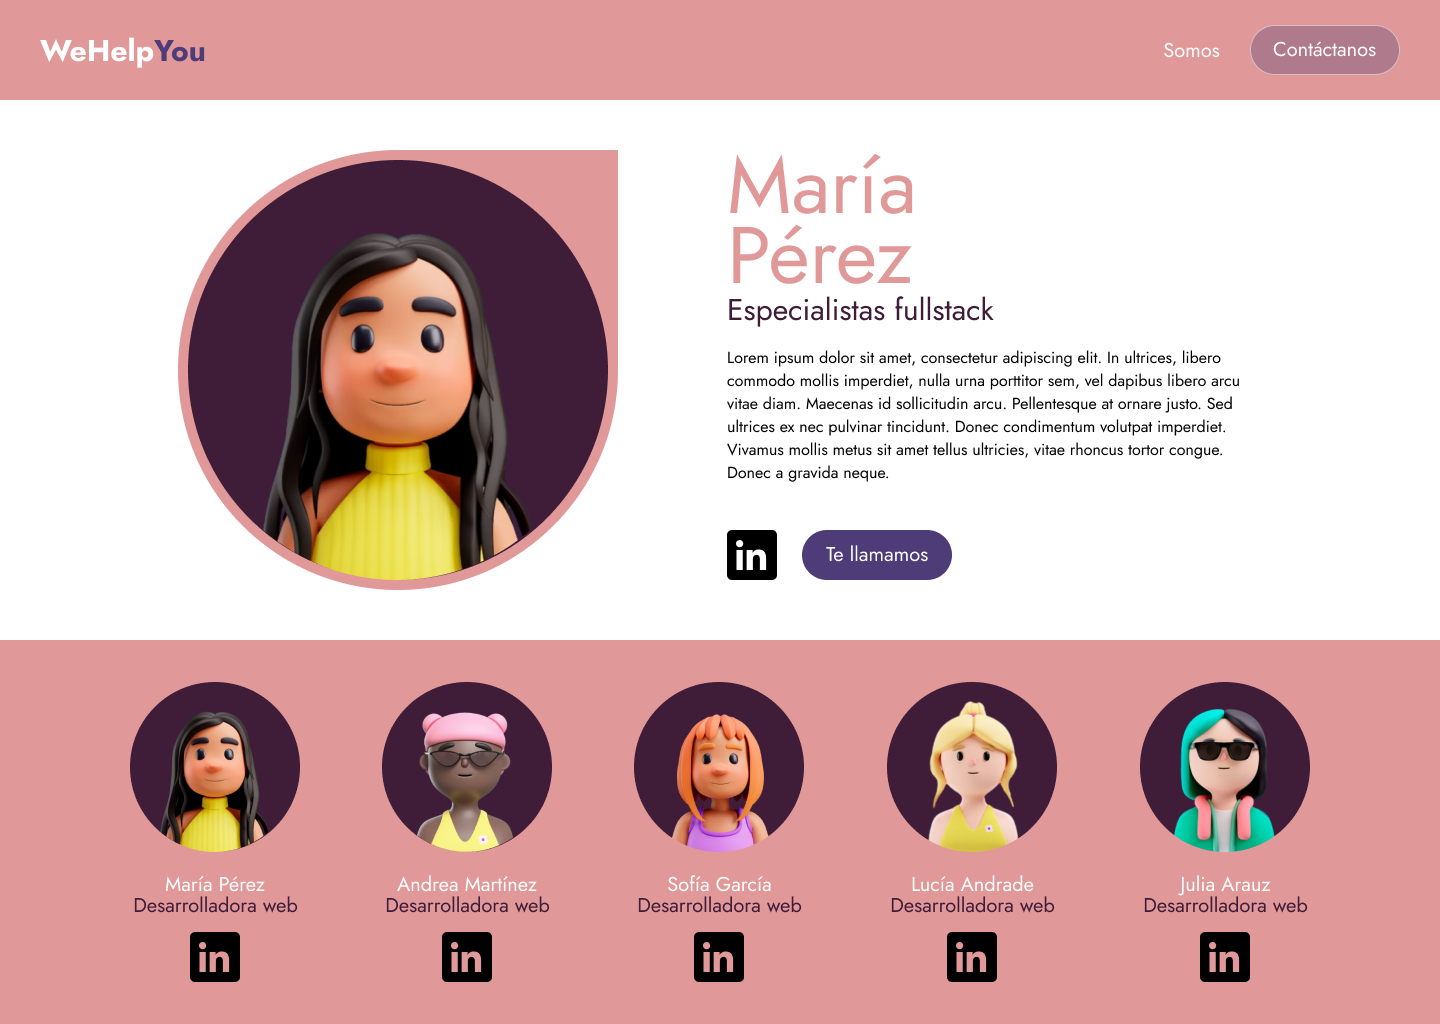 WeHelpYou
Somos
Contáctanos
María
Pérez
Especialistas fullstack
Lorem ipsum dolor sit amet, consectetur adipiscing elit. In ultrices, libero
commodo mollis imperdiet, nulla urna porttitor sem, vel dapibus libero arcu
vitae diam. Maecenas id sollicitudin arcu. Pellentesque at ornare justo. Sed
ultrices ex nec pulvinar tincidunt. Donec condimentum volutpat imperdiet.
Vivamus mollis metus sit amet tellus ultricies, vitae rhoncus tortor congue.
Donec a gravida neque.
in
Te llamamos
María Pérez
Desarrolladora web
in
Andrea Martínez
Desarrolladora web
in
Sofía García
Desarrolladora web
in
Lucía Andrade
Desarrolladora web
in
Julia Arauz
Desarrolladora web
in